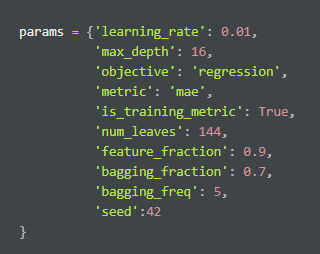 params = {'learning_rate': 0.01,
'max_depth': 16,
'objective': 'regression',
'metric': 'mae',
'is_training_metric': True,
'num_leaves': 144,
'feature_fraction': 0.9,
'bagging_fraction': 0.7,
'bagging_freq': 5,
'seed':42
}